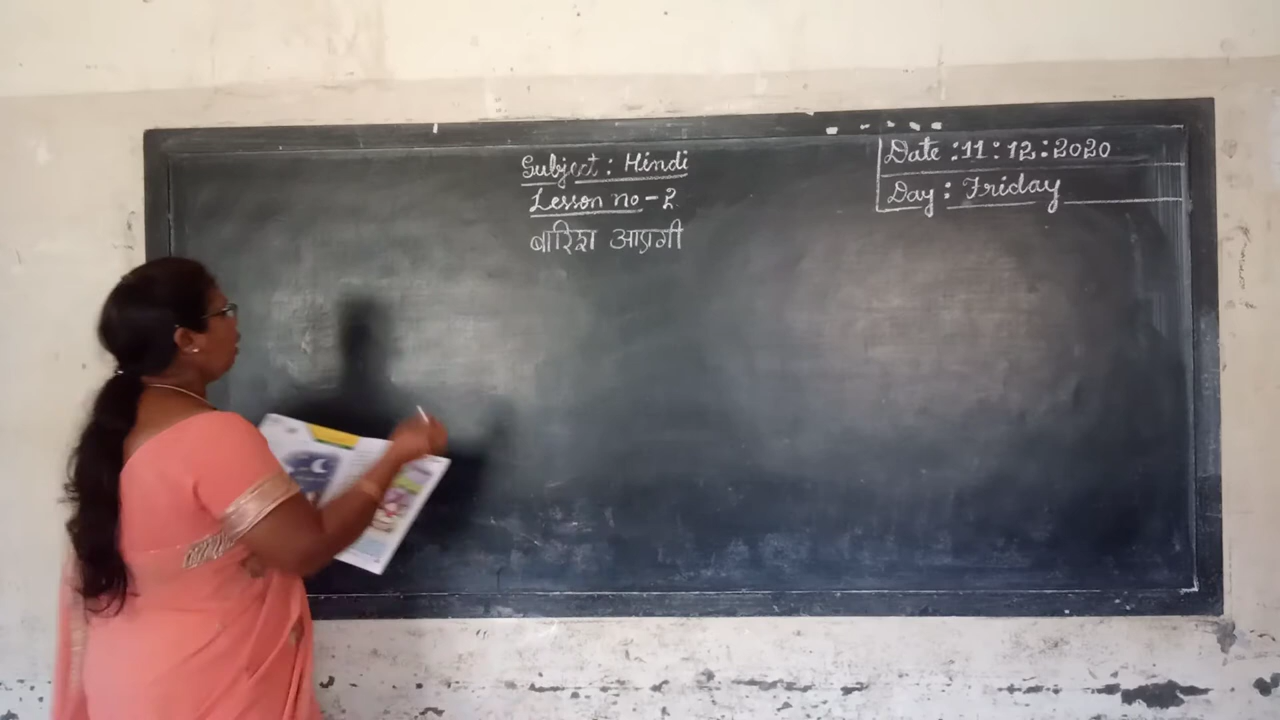 Subject : Hindi
Lesson no - 2
बारिश आएगी
Date : 11 : 12 : 2020
Day : Friday